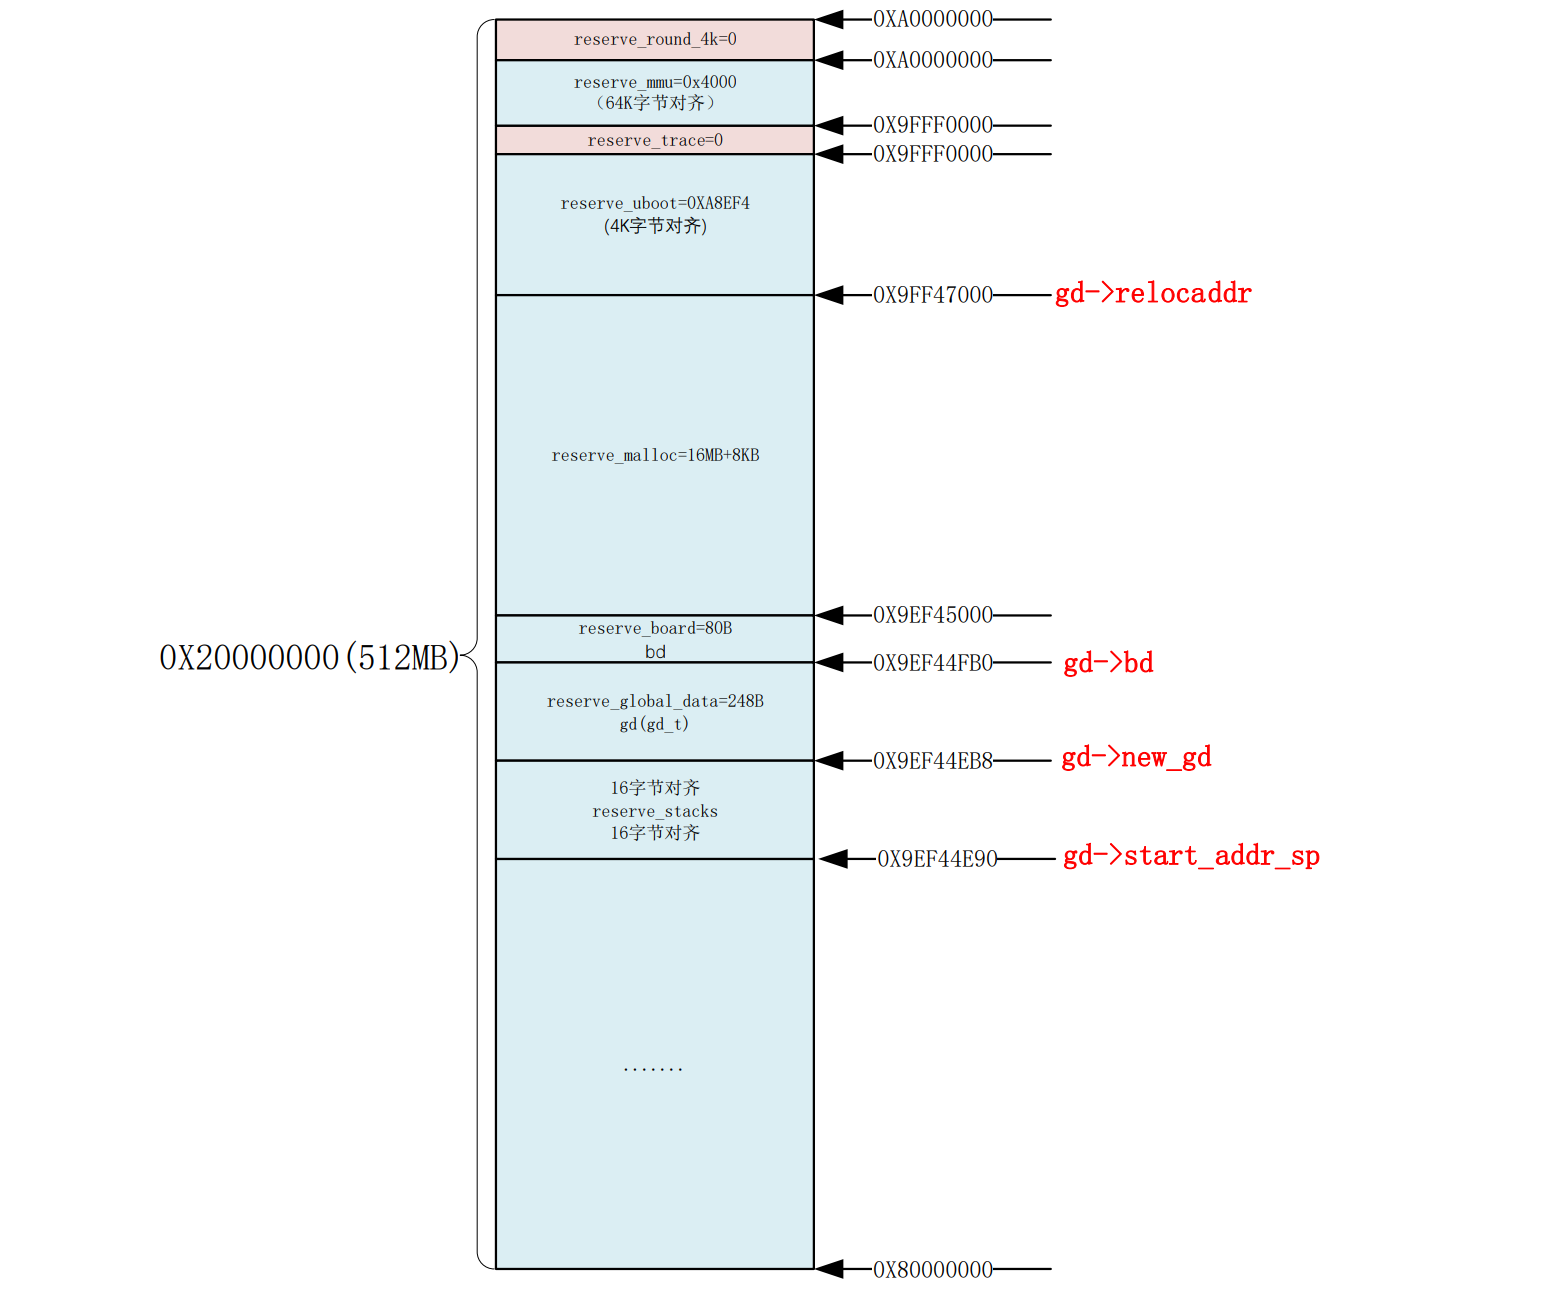 0XA0000000
reserve_round_4k=0
0XA0000000
reserve_mmu=0x4000
（64K字节对齐）
0X9FFF0000
reserve_trace=0
0X9FFF0000
reserve_uboot=0XA8EF4
(4K字节对齐)
0X9FF47000 gd->relocaddr
reserve_malloc=16MB+8KB
0X9EF45000
reserve_board=80B
bd
0X20000000(512MB)
0X9EF44FB0 gd->bd
reserve_global_data=248B
gd(gd_t)
0X9EF44EB8 gd->new_gd
16字节对齐
reserve_stacks
16字节对齐
0X9EF44E90 gd->start_addr_sp
.......
0X80000000